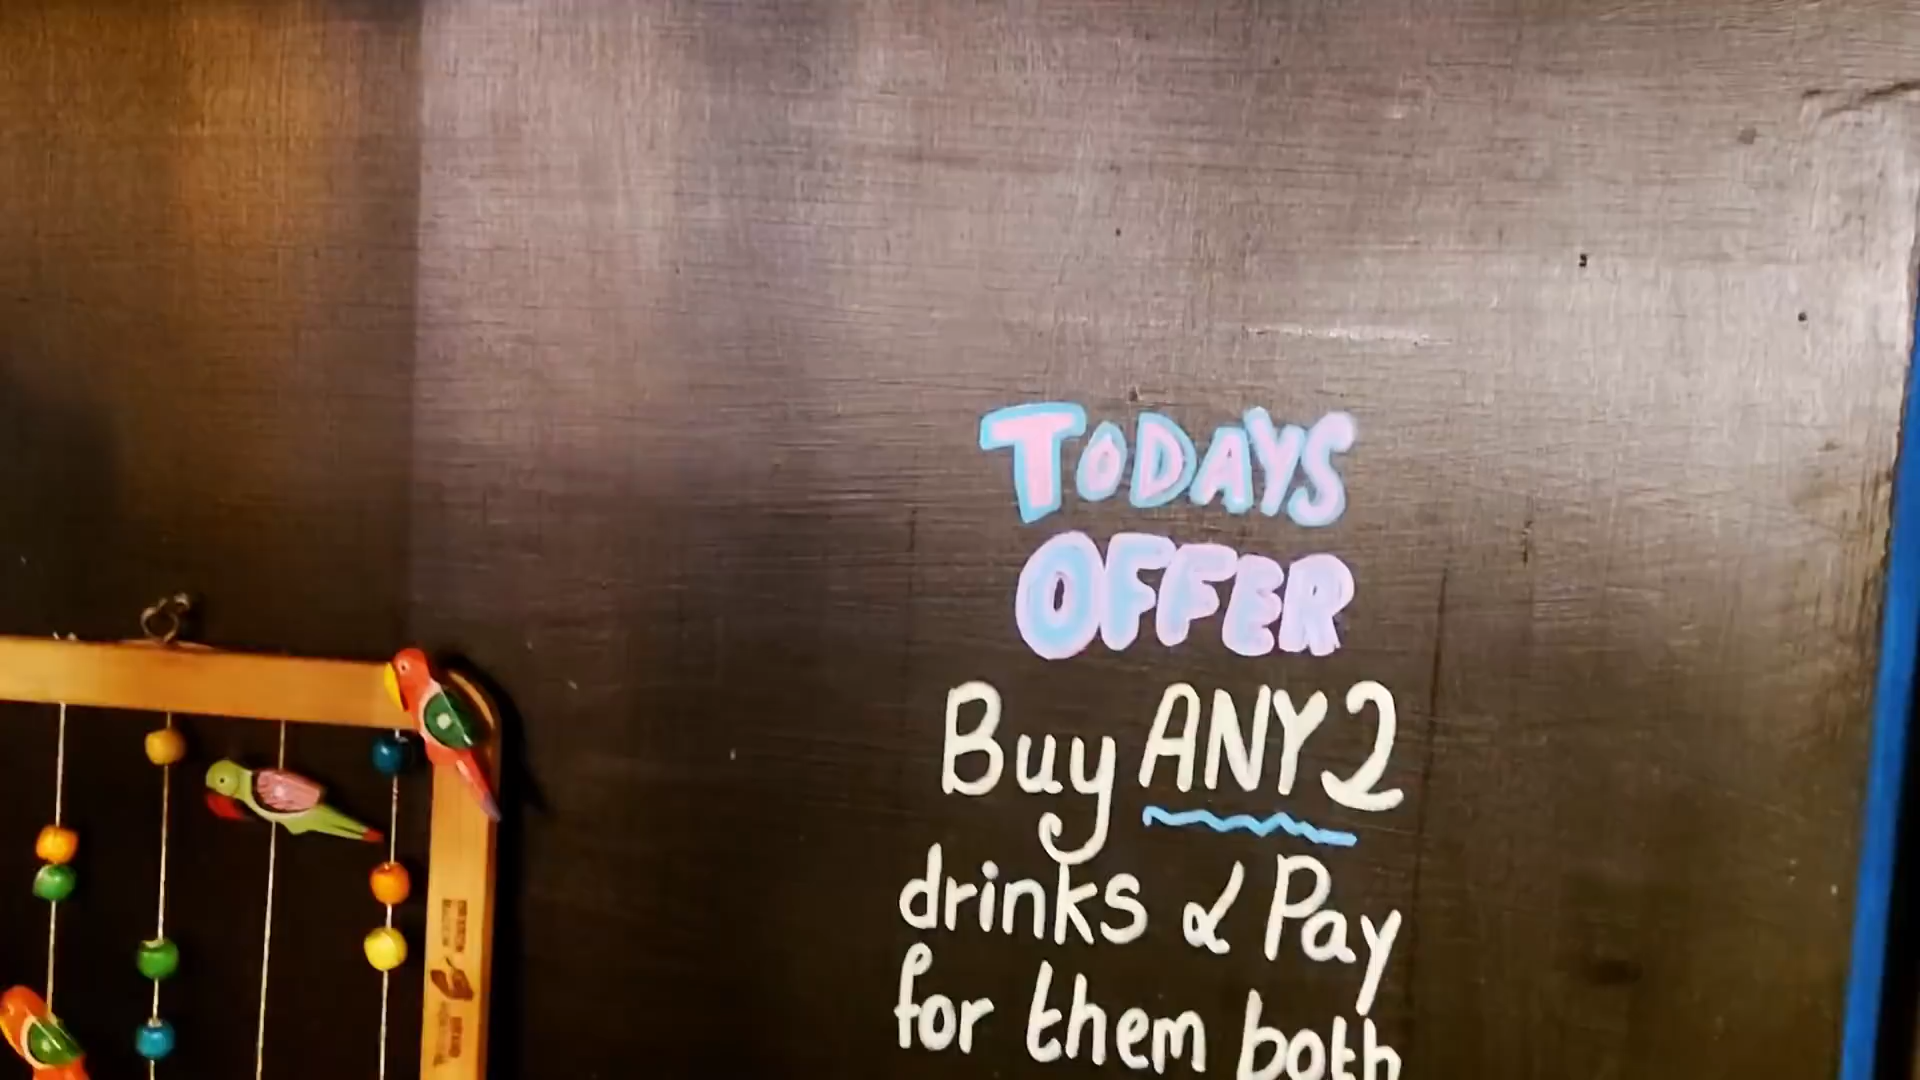 TODAYS
OFFER
Buy ANY 2
drinks & Pay
for them both